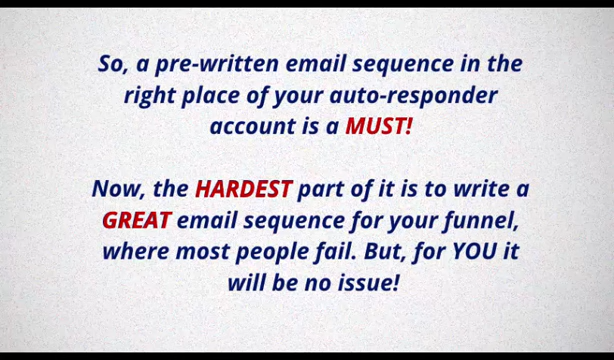 So, a pre-written email sequence in the
right place of your auto-responder
account is a MUST!
Now, the HARDEST part of it is to write a
GREAT email sequence for your funnel,
where most people fail. But, for YOU it
will be no issue!